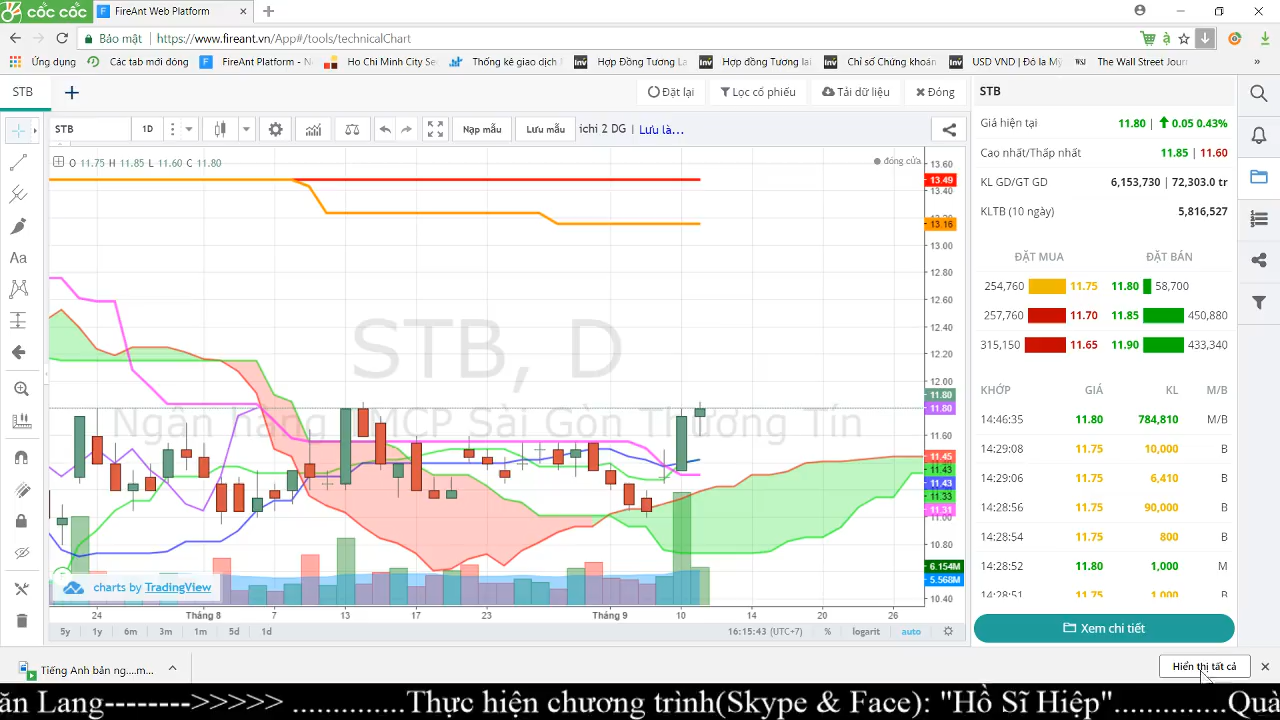 cốc cốc FireAnt Web Platform
Bảo mật https://www.fireant.vn/App#/tools/technicalChart
Ứng dụng Các tab mới đóng FireAnt Platform - N Ho Chi Minh City Se Thống kê giao dịch Hợp Đồng Tương La Hợp đồng Tương lai Chỉ số Chứng khoán USD VND | Đô la Mỹ The Wall Street Jour »
STB Đặt lại Lọc cổ phiếu Tải dữ liệu Đóng
STB 1D Nạp mẫu Lưu mẫu ichi 2 DG | Lưu là...
O 11.75 H 11.85 L 11.60 C 11.80
đóng cửa
STB, D
Ngân hàng TMCP Sài Gòn Thương Tín
13.60
13.49
13.40
13.16
13.00
12.80
12.60
12.40
12.20
12.00
11.80
11.80
11.60
11.45
11.43
11.43
11.33
11.31
11.00
10.80
6.154M
5.568M
10.40
charts by TradingView
24 Tháng 8 7 13 17 23 Tháng 9 10 14 20 26
5y 1y 6m 3m 1m 5d 1d 16:15:43 (UTC+7) % logarit auto
STB
Giá hiện tại 11.80 | 0.05 0.43%
Cao nhất/Thấp nhất 11.85 | 11.60
KL GD/GT GD 6,153,730 | 72,303.0 tr
KLTB (10 ngày) 5,816,527
ĐẶT MUA ĐẶT BÁN
254,760 11.75 11.80 58,700
257,760 11.70 11.85 450,880
315,150 11.65 11.90 433,340
KHỚP GIÁ KL M/B
14:46:35 11.80 784,810 M/B
14:29:08 11.75 10,000 B
14:29:06 11.75 6,410 B
14:28:56 11.75 90,000 B
14:28:54 11.75 800 B
14:28:52 11.80 1,000 M
14:28:51 11.75 1,000 B
Xem chi tiết
Tiếng Anh bản ng....m...
Hiển thị tất cả
ăn Lang-------->>>>> ..............Thực hiện chương trình(Skype & Face): "Hồ Sĩ Hiệp"..............Quà